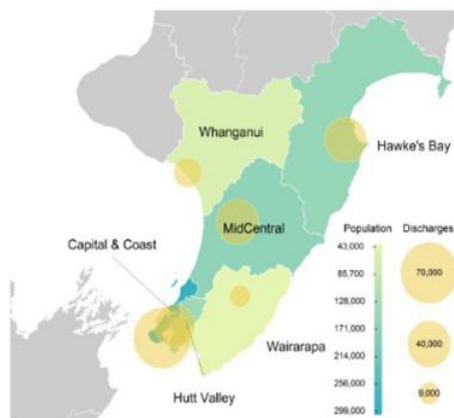 Whanganui
Hawke's Bay
MidCentral
Capital & Coast
Wairarapa
Hutt Valley
Population
43,000
85,700
128,000
171,000
214,000
256,000
299,000
Discharges
70,000
40,000
9,000